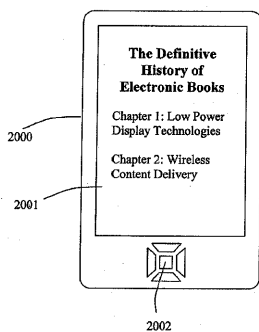 The Definitive
History of
Electronic Books
Chapter 1: Low Power
Display Technologies
Chapter 2: Wireless
Content Delivery
2000
2001
2002